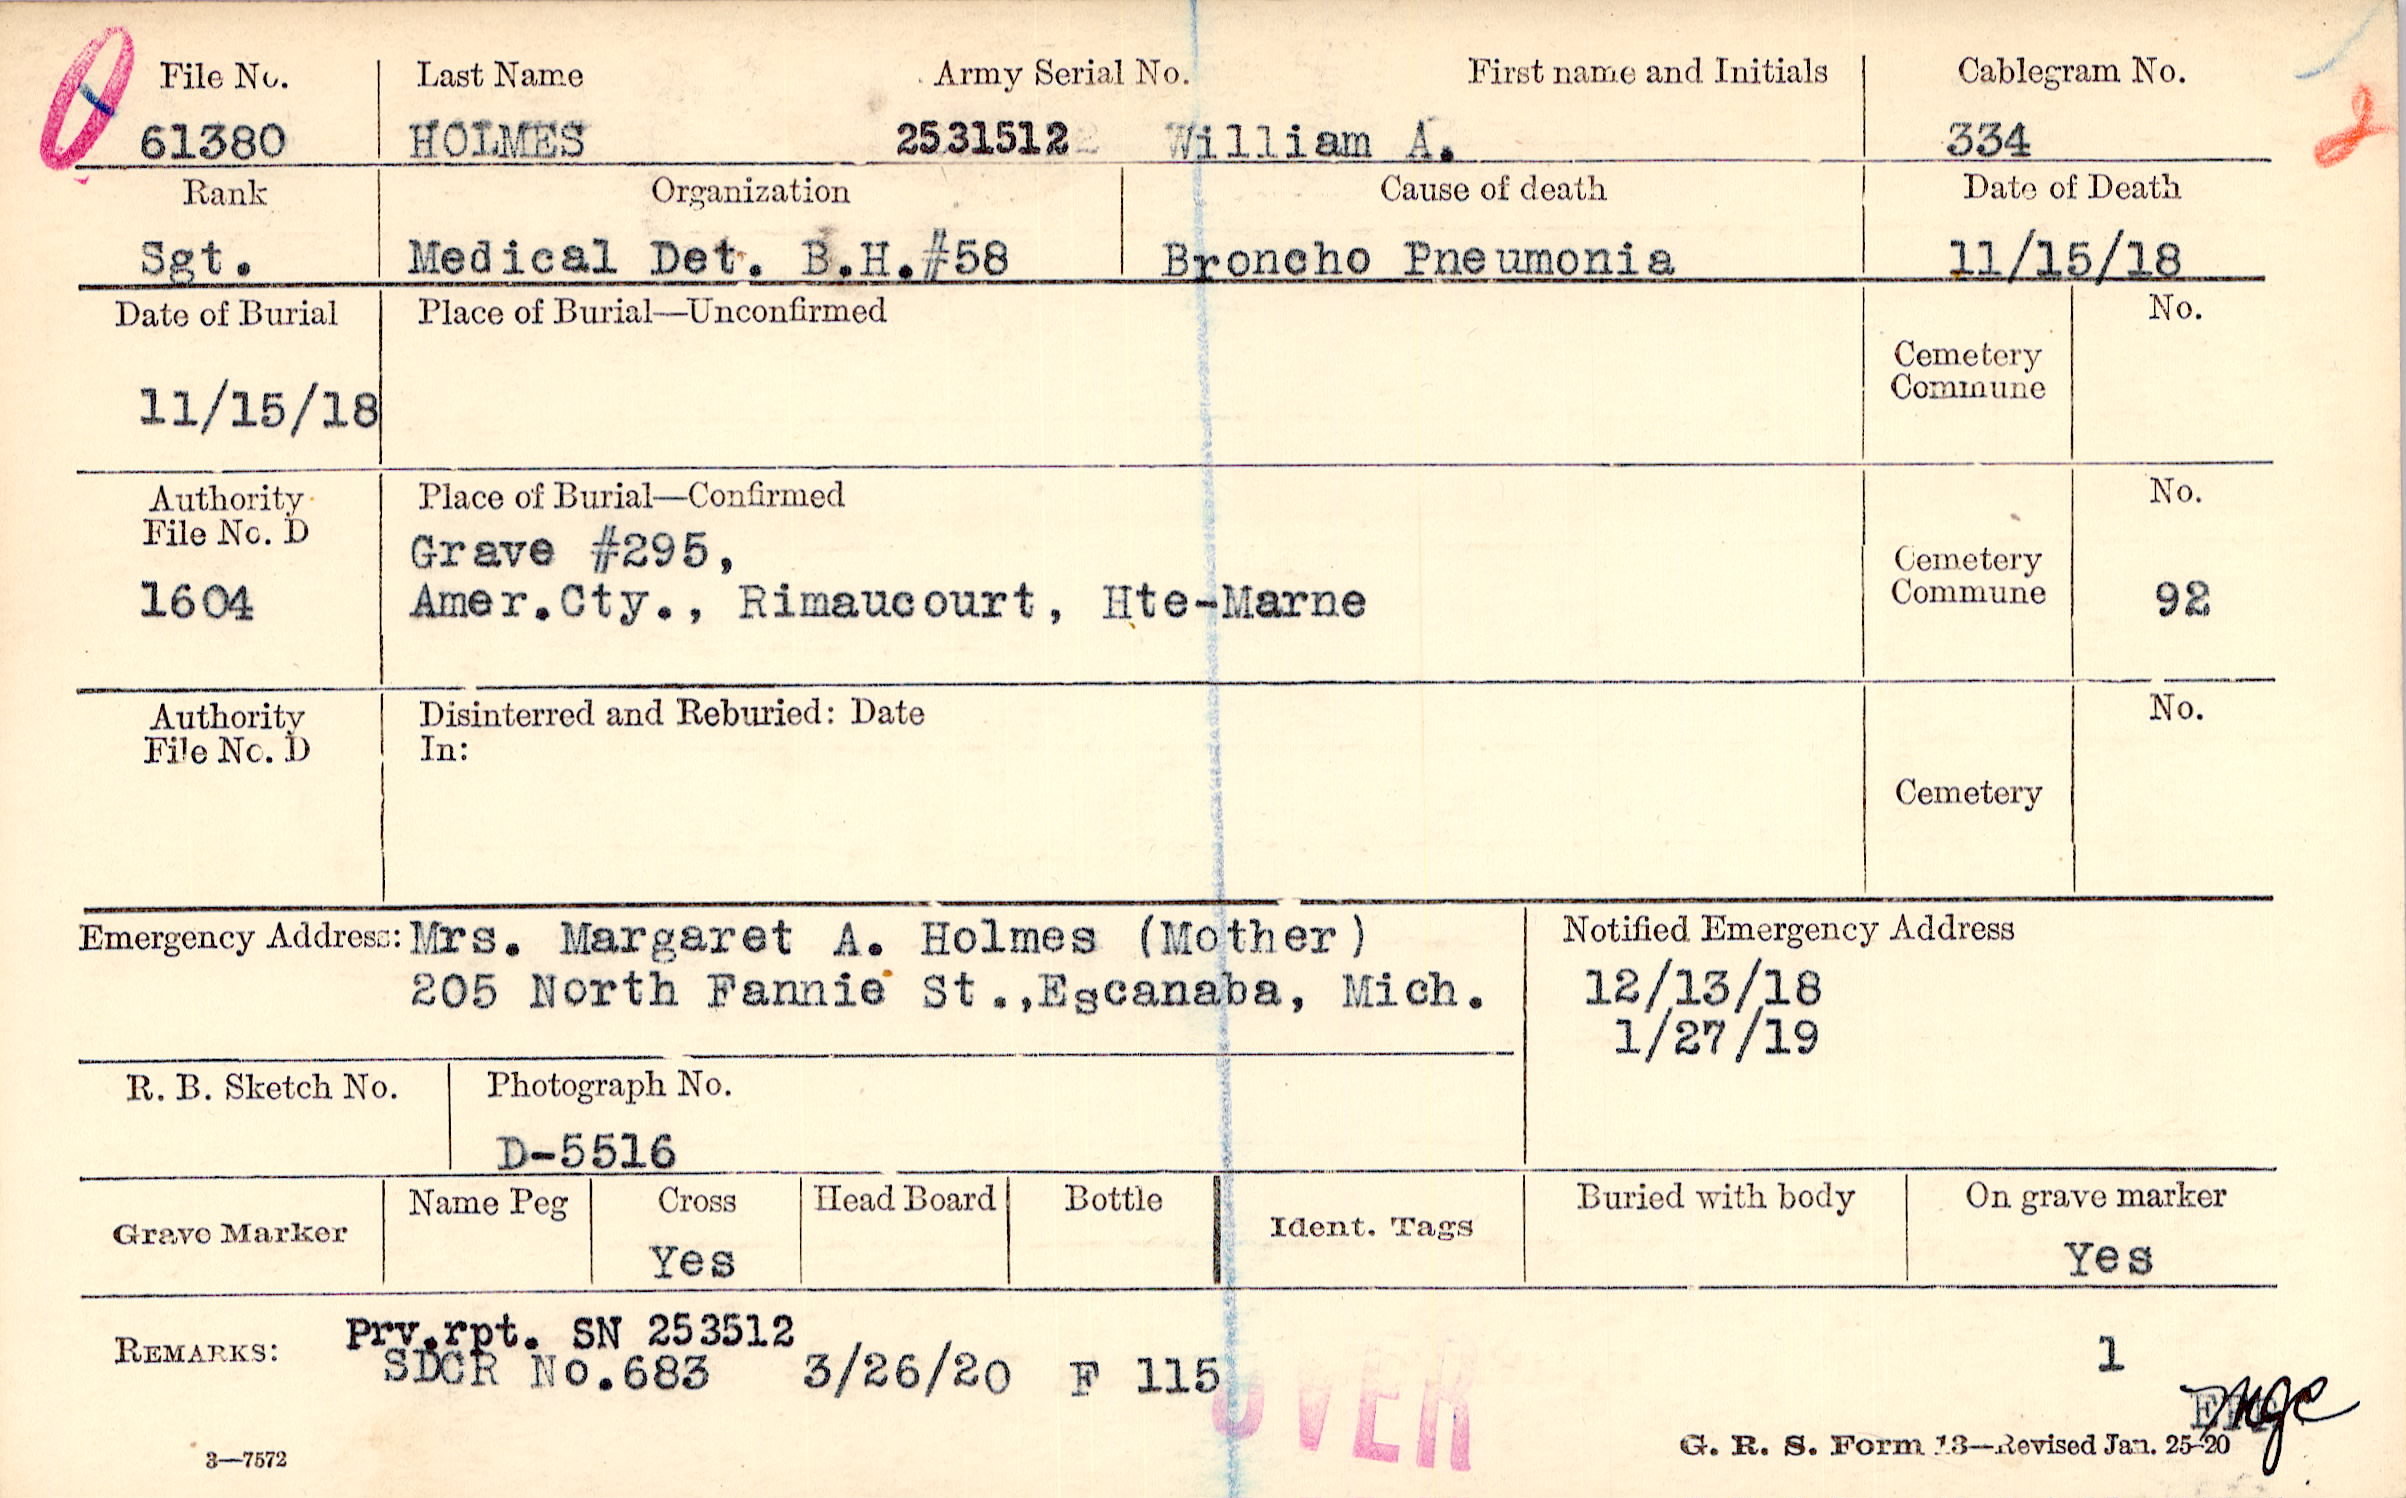 File No. Last Name Army Serial No. First name and Initials Cablegram No.
61380 HOLMES 2531512 William A. 334
Rank Organization Cause of death Date of Death
Sgt. Medical Det. B.H.#58 Broncho Pneumonia 11/15/18
Date of Burial Place of Burial—Unconfirmed No.
Cemetery
Commune
11/15/18
Authority Place of Burial—Confirmed No.
File No. D
Grave #295,
Cemetery
Commune
1604 Amer.Cty., Rimaucourt, Hte-Marne 92
Authority Disinterred and Reburied: Date No.
File No. D In:
Cemetery
Emergency Address: Mrs. Margaret A. Holmes (Mother) Notified Emergency Address
205 North Fannie St.,Escanaba, Mich. 12/13/18
1/27/19
R. B. Sketch No. Photograph No.
D-5516
Grave Marker Name Peg Cross Head Board Bottle Ident. Tags Buried with body On grave marker
Yes Yes
REMARKS: Prv.rpt. SN 253512 1
SDCR No.683 3/26/20 F 115
OVER
3—7572 G. R. S. Form 13—Revised Jan. 25-20